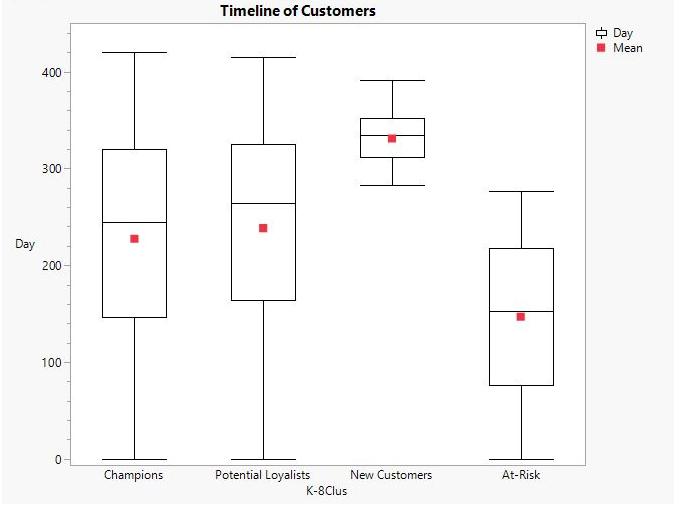 Timeline of Customers
Day
Mean
400
300
200
100
0
Day
Champions
Potential Loyalists
New Customers
At-Risk
K-8Clus